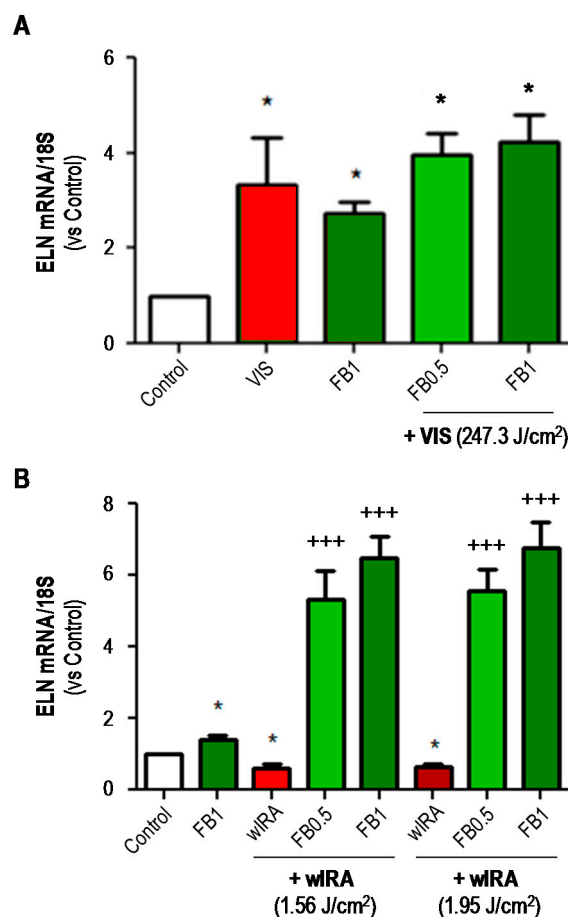 A
ELN mRNA/18S
(vs Control)
6
4
2
0
*
*
*
*
Control
VIS
FB1
FB0.5
FB1
+ VIS (247.3 J/cm²)
B
ELN mRNA/18S
(vs Control)
8
6
4
2
0
*
*
+++
+++
*
+++
+++
Control
FB1
wIRA
FB0.5
FB1
wIRA
FB0.5
FB1
+ wIRA
(1.56 J/cm²)
+ wIRA
(1.95 J/cm²)